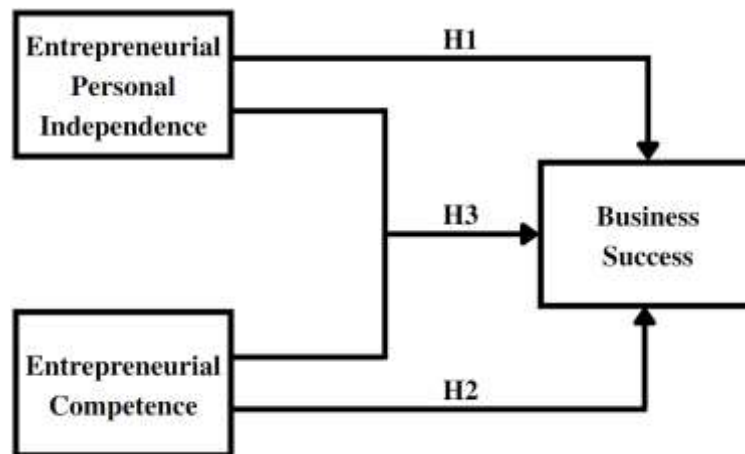 Entrepreneurial
Personal
Independence
H1
H3
Business
Success
Entrepreneurial
Competence
H2